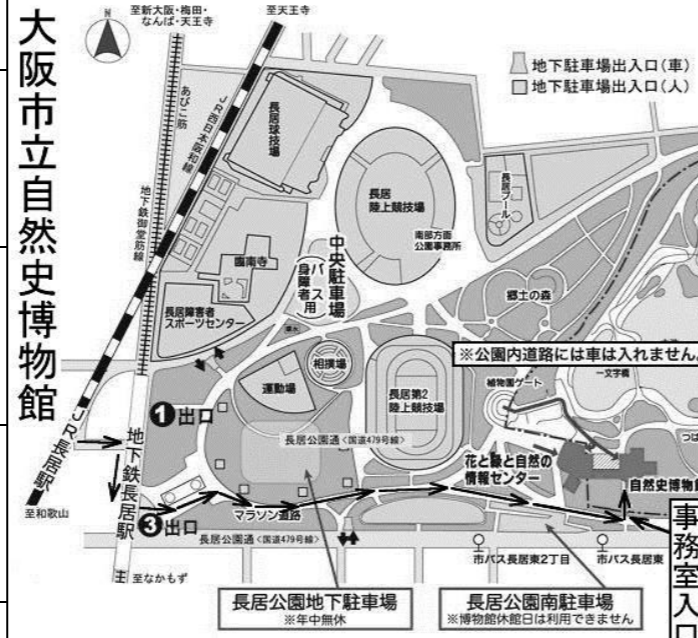 大阪市立自然史博物館
至新大阪・梅田・
なんば・天王寺
至天王寺
N
地下駐車場出入口(車)
地下駐車場出入口(人)
あびこ筋
JR西日本阪和線
地下鉄御堂筋線
長居球技場
長居
陸上競技場
南部方面
公園事務所
長居プール
臨南寺
中央駐車場
バス
身障者用
長居障害者
スポーツセンター
郷土の森
※公園内道路には車は入れません。
相撲場
運動場
長居第2
陸上競技場
植物園ゲート
一文字橋
つば
❶出口
JR長居駅
地下鉄長居駅
長居公園通〈国道479号線〉
花と緑と自然の
情報センター
自然史博物館
至和歌山
❸出口
マラソン道路
長居公園通〈国道479号線〉
市バス長居東2丁目
市バス長居東
事務室入口
至なかもず
長居公園地下駐車場
※年中無休
長居公園南駐車場
※博物館休館日は利用できません